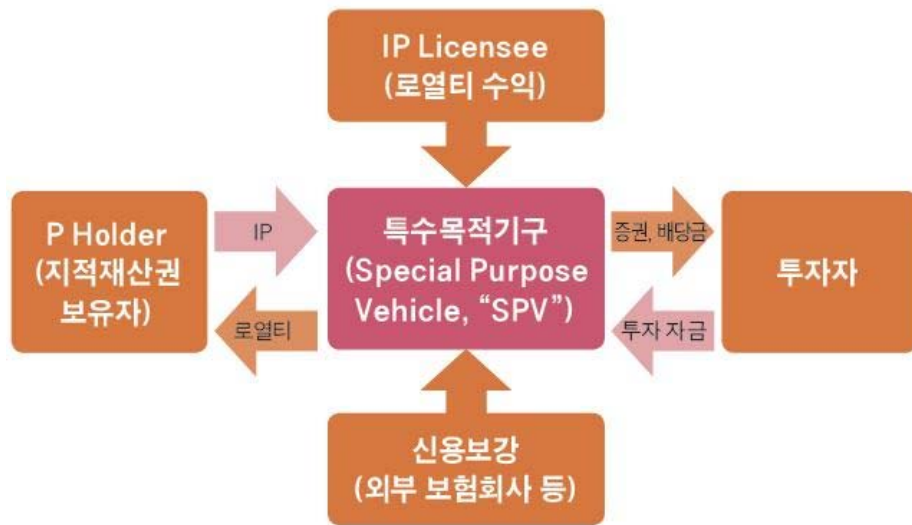 IP Licensee
(로열티 수익)
P Holder
(지적재산권
보유자)
IP
로열티
특수목적기구
(Special Purpose
Vehicle, “SPV”)
증권, 배당금
투자 자금
투자자
신용보강
(외부 보험회사 등)